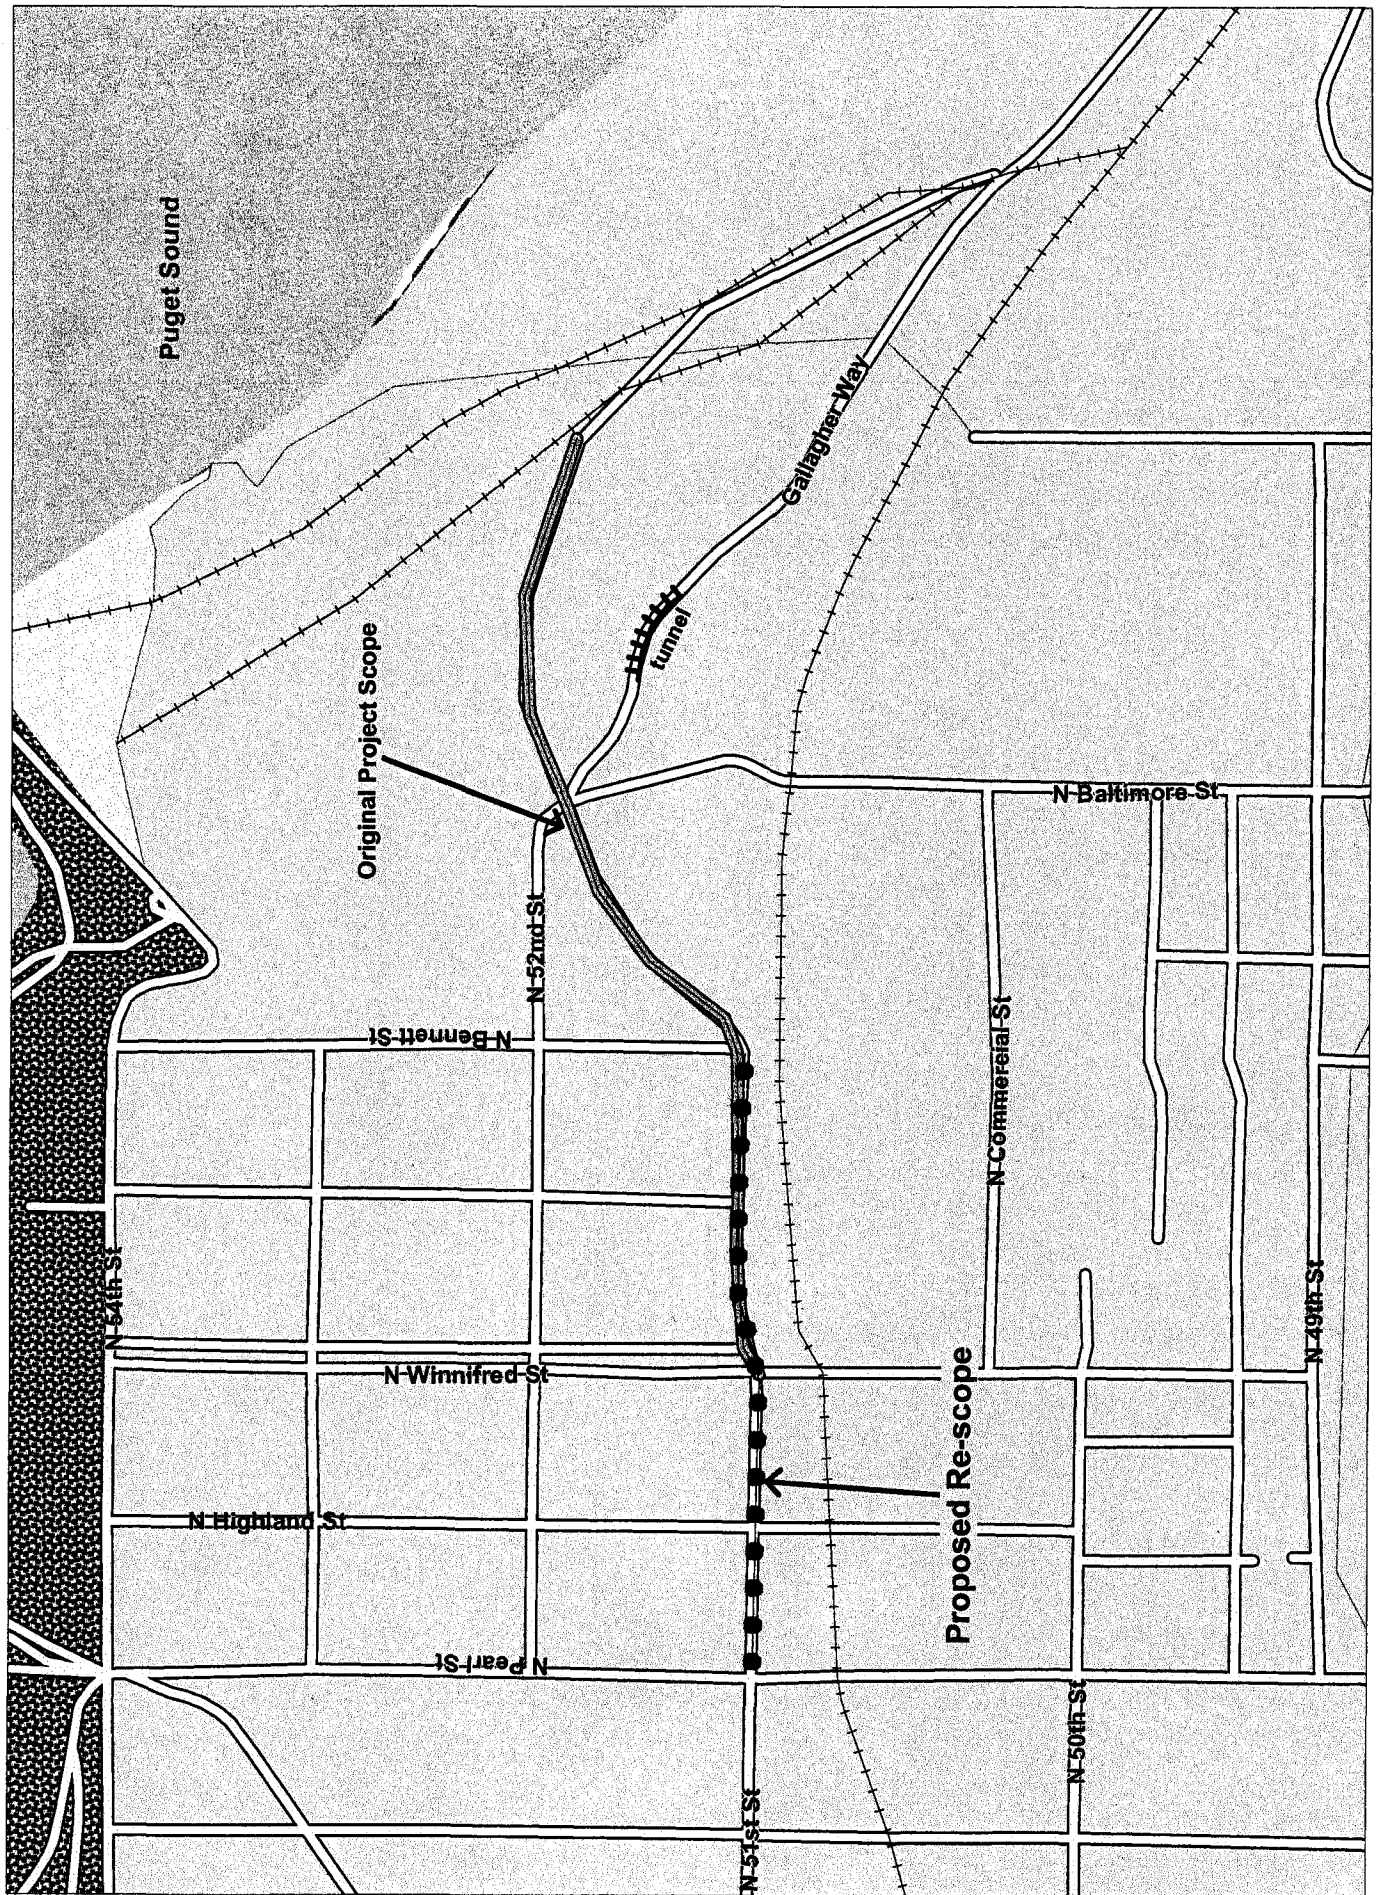 Puget Sound
Gallagher Way
tunnel
Original Project Scope
N Baltimore St
N 52nd St
N Bennett St
N Commercial St
N 54th St
N 49th St
N Winnifred St
Proposed Re-scope
N Highland St
N Pearl St
N 50th St
N 51st St